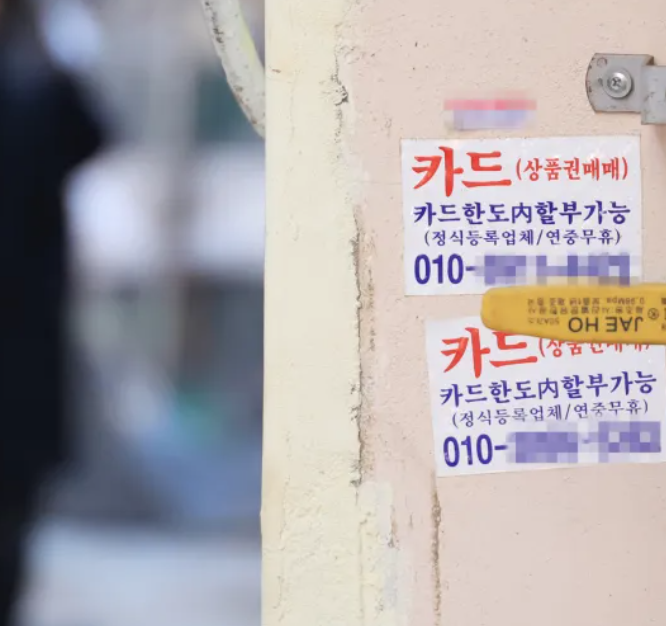 카드 (상품권매매)
카드한도內할부가능
(정식등록업체/연중무휴)
010-
JAE HO
카드
카드한도內할부가능
(정식등록업체/연중무휴)
010-